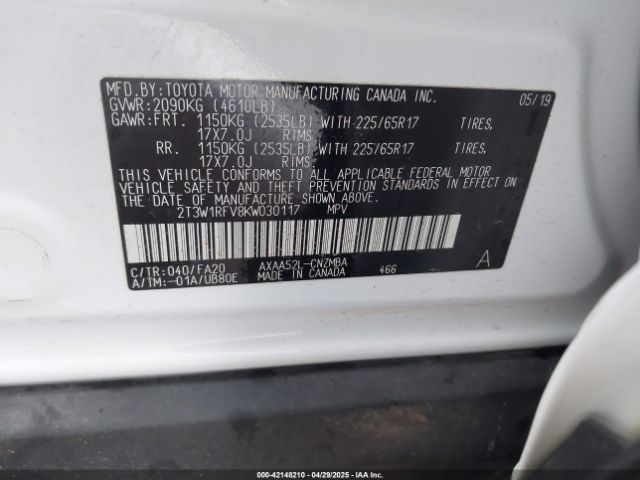 MFD.BY:TOYOTA MOTOR MANUFACTURING CANADA INC. 05/19
GVWR:2090KG (4610LB)
GAWR:FRT. 1150KG (2535LB) WITH 225/65R17 TIRES,
17X7.0J RIMS.
RR. 1150KG (2535LB) WITH 225/65R17 TIRES,
17X7.0J RIMS.
THIS VEHICLE CONFORMS TO ALL APPLICABLE FEDERAL MOTOR
VEHICLE SAFETY AND THEFT PREVENTION STANDARDS IN EFFECT ON
THE DATE OF MANUFACTURE SHOWN ABOVE.
2T3W1RFV8KW030117 MPV
C/TR:040/FA20 AXAA52L-CNZMBA 466 A
A/TM:-01A/UB80E MADE IN CANADA
000-42148210 - 04/29/2025 - IAAI.COM